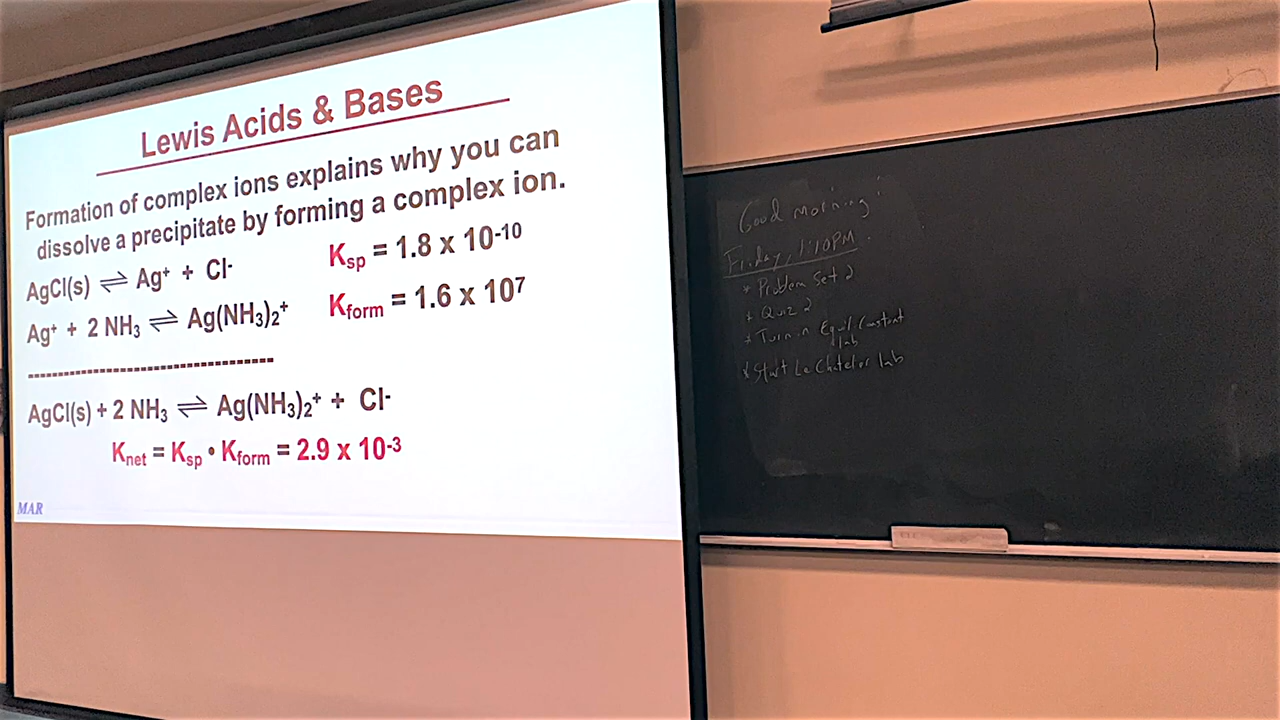 Lewis Acids & Bases
Formation of complex ions explains why you can
dissolve a precipitate by forming a complex ion.
AgCl(s) ⇌ Ag⁺ + Cl⁻
Ksp = 1.8 x 10⁻¹⁰
Ag⁺ + 2 NH₃ ⇌ Ag(NH₃)₂⁺
Kform = 1.6 x 10⁷
------------------------------------
AgCl(s) + 2 NH₃ ⇌ Ag(NH₃)₂⁺ + Cl⁻
Knet = Ksp • Kform = 2.9 x 10⁻³
MAR
Good morning!
Friday, 1:10PM
* Problem Set 2
* Quiz 2
* Turn in Equil. Constant
lab
* Start Le Chatelier lab